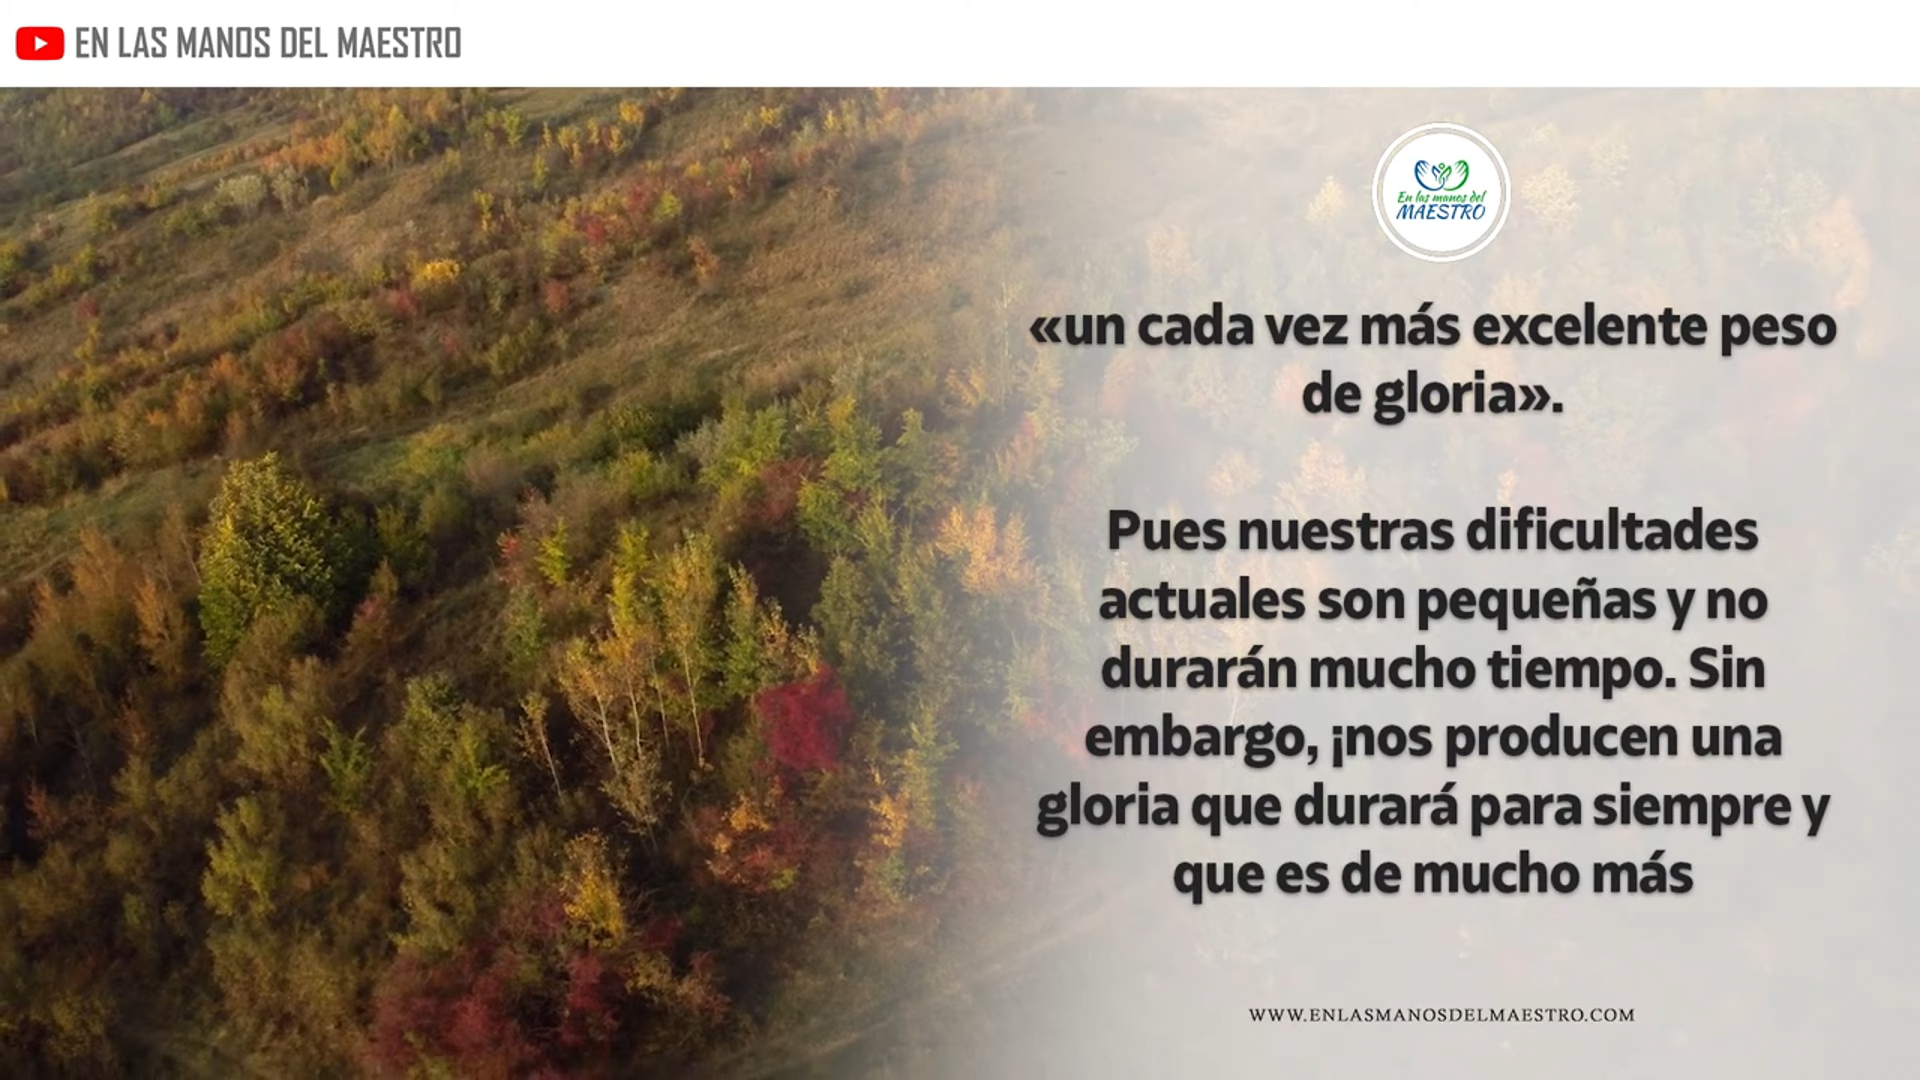 EN LAS MANOS DEL MAESTRO
En las manos del
MAESTRO
«un cada vez más excelente peso
de gloria».
Pues nuestras dificultades
actuales son pequeñas y no
durarán mucho tiempo. Sin
embargo, ¡nos producen una
gloria que durará para siempre y
que es de mucho más
WWW.ENLASMANOSDELMAESTRO.COM